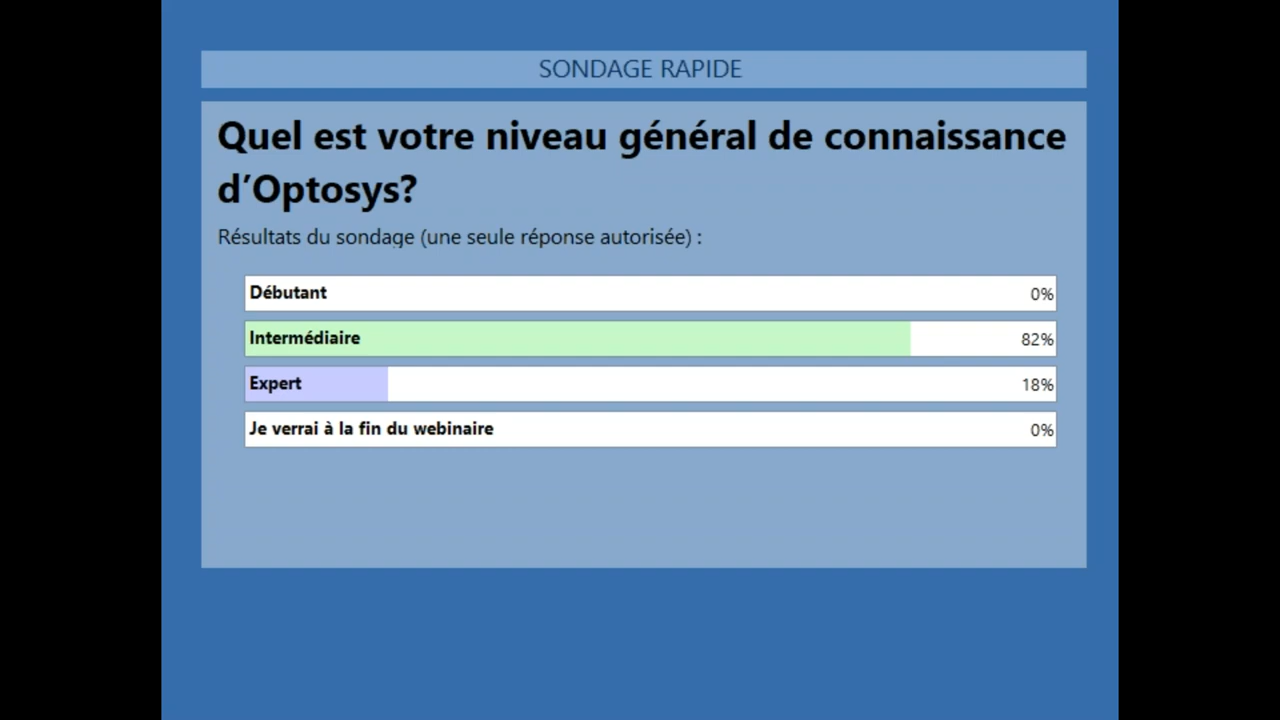 SONDAGE RAPIDE
Quel est votre niveau général de connaissance
d’Optosys?
Résultats du sondage (une seule réponse autorisée) :
Débutant 0%
Intermédiaire 82%
Expert 18%
Je verrai à la fin du webinaire 0%